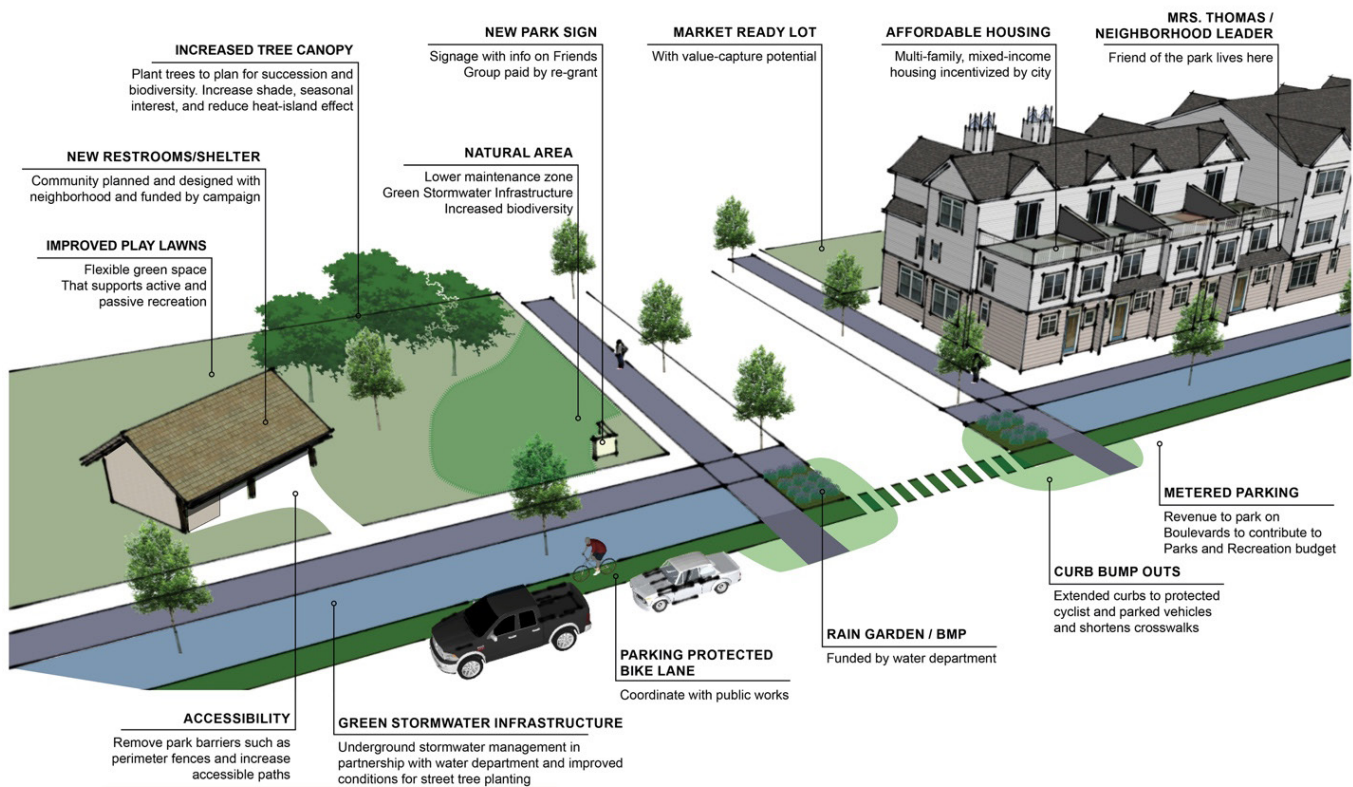 INCREASED TREE CANOPY
Plant trees to plan for succession and
biodiversity. Increase shade, seasonal
interest, and reduce heat-island effect
NEW PARK SIGN
Signage with info on Friends
Group paid by re-grant
MARKET READY LOT
With value-capture potential
AFFORDABLE HOUSING
Multi-family, mixed-income
housing incentivized by city
MRS. THOMAS /
NEIGHBORHOOD LEADER
Friend of the park lives here
NEW RESTROOMS/SHELTER
Community planned and designed with
neighborhood and funded by campaign
NATURAL AREA
Lower maintenance zone
Green Stormwater Infrastructure
Increased biodiversity
IMPROVED PLAY LAWNS
Flexible green space
That supports active and
passive recreation
METERED PARKING
Revenue to park on
Boulevards to contribute to
Parks and Recreation budget
CURB BUMP OUTS
Extended curbs to protected
cyclist and parked vehicles
and shortens crosswalks
RAIN GARDEN / BMP
Funded by water department
PARKING PROTECTED
BIKE LANE
Coordinate with public works
ACCESSIBILITY
Remove park barriers such as
perimeter fences and increase
accessible paths
GREEN STORMWATER INFRASTRUCTURE
Underground stormwater management in
partnership with water department and improved
conditions for street tree planting